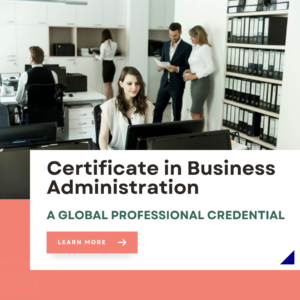 Certificate in Business
Administration
A GLOBAL PROFESSIONAL CREDENTIAL
LEARN MORE